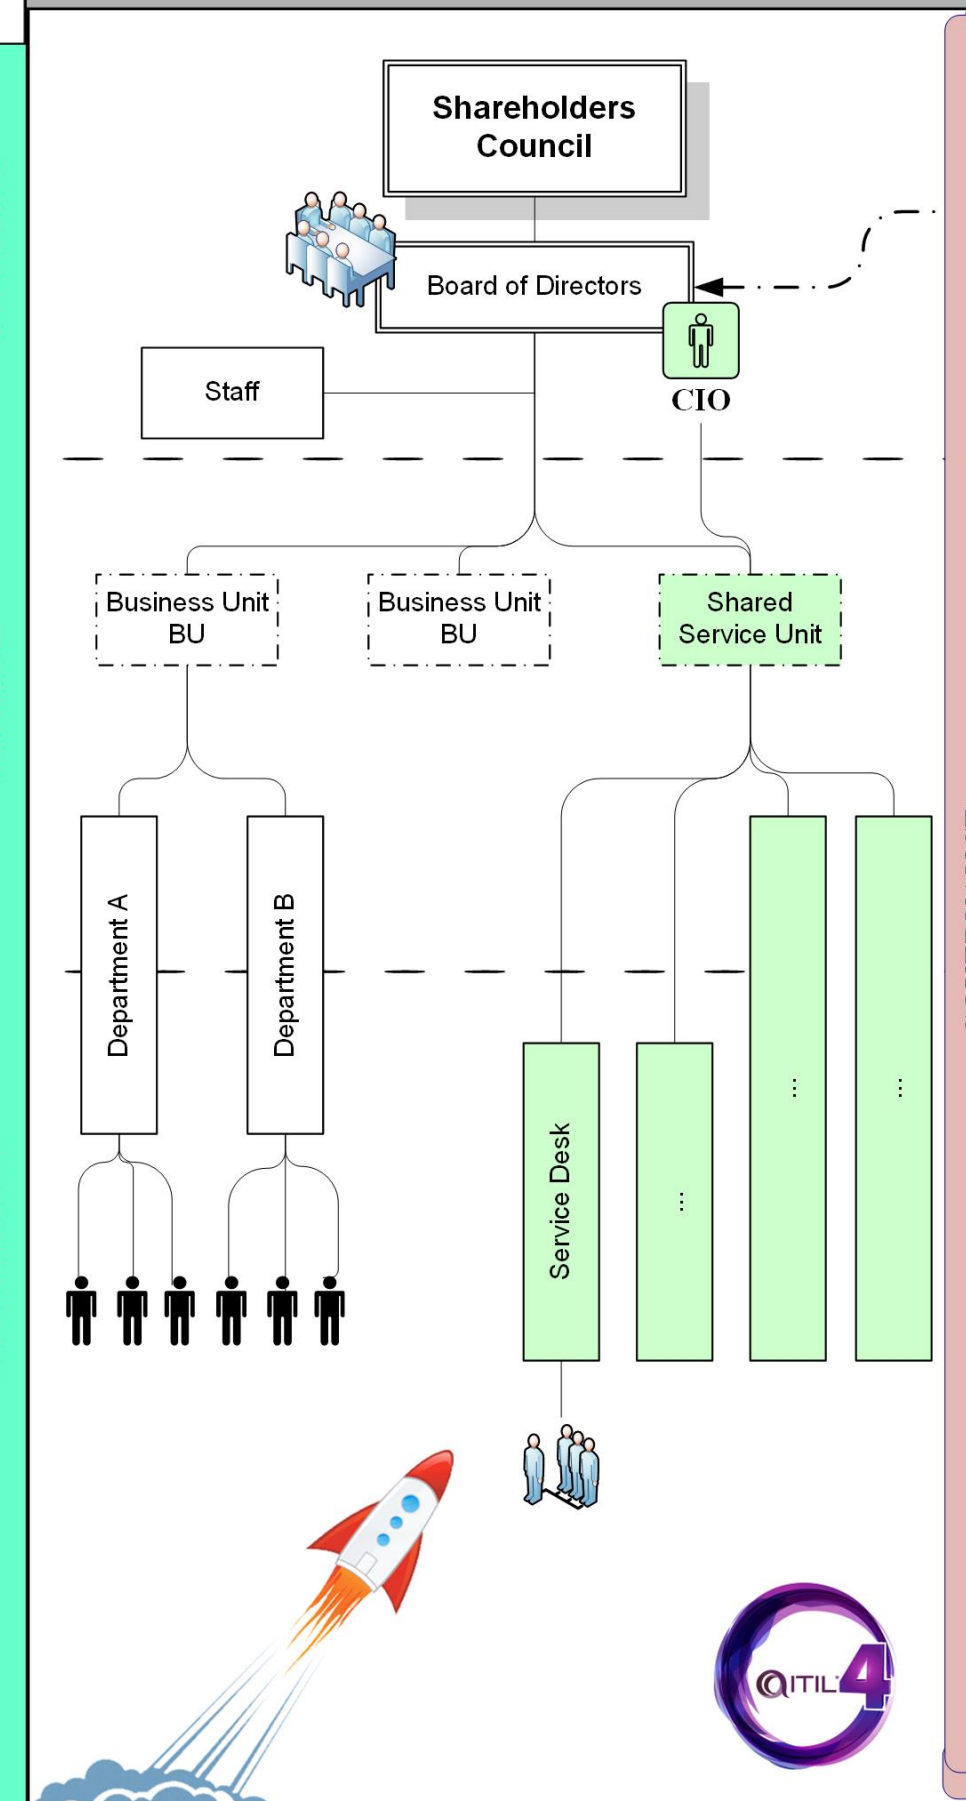 Shareholders
Council
Board of Directors
Staff
CIO
Business Unit
BU
Business Unit
BU
Shared
Service Unit
Department A
Department B
Service Desk
...
...
...
ITIL 4